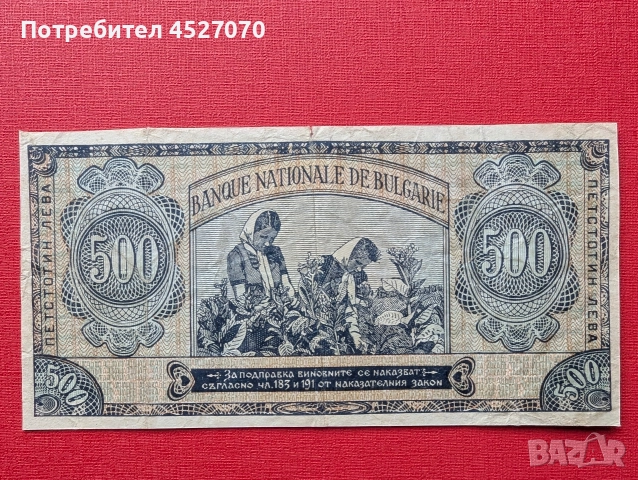 Потребител 4527070
BANQUE NATIONALE DE BULGARIE
ПЕТСТОТИН ЛЕВА
500
500
ПЕТСТОТИН ЛЕВА
ЗА ПОДПРАВКА ВИНОВНИТЕ СЕ НАКАЗВАТ
СЪГЛАСНО ЧЛ. 183 И 191 ОТ НАКАЗАТЕЛНИЯ ЗАКОН
500
500
BAZAR